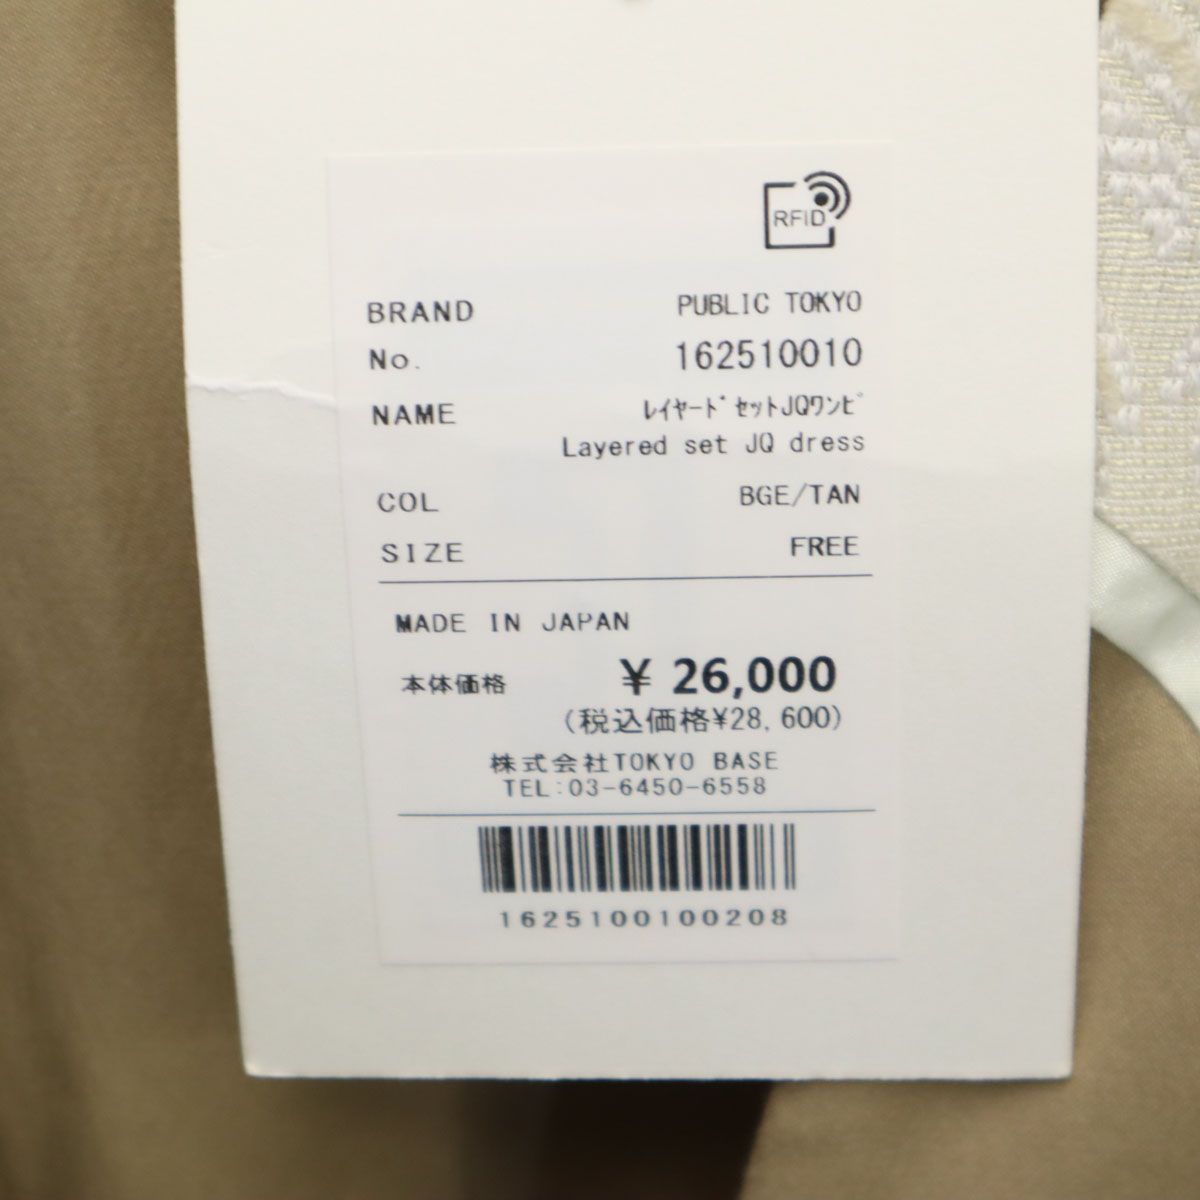 RFID
BRAND PUBLIC TOKYO
No. 162510010
NAME ﾚｲﾔｰﾄﾞｾｯﾄJQﾜﾝﾋﾟ
Layered set JQ dress
COL BGE/TAN
SIZE FREE
MADE IN JAPAN
本体価格 ¥ 26,000
(税込価格¥28,600)
株式会社TOKYO BASE
TEL:03-6450-6558
1625100100208